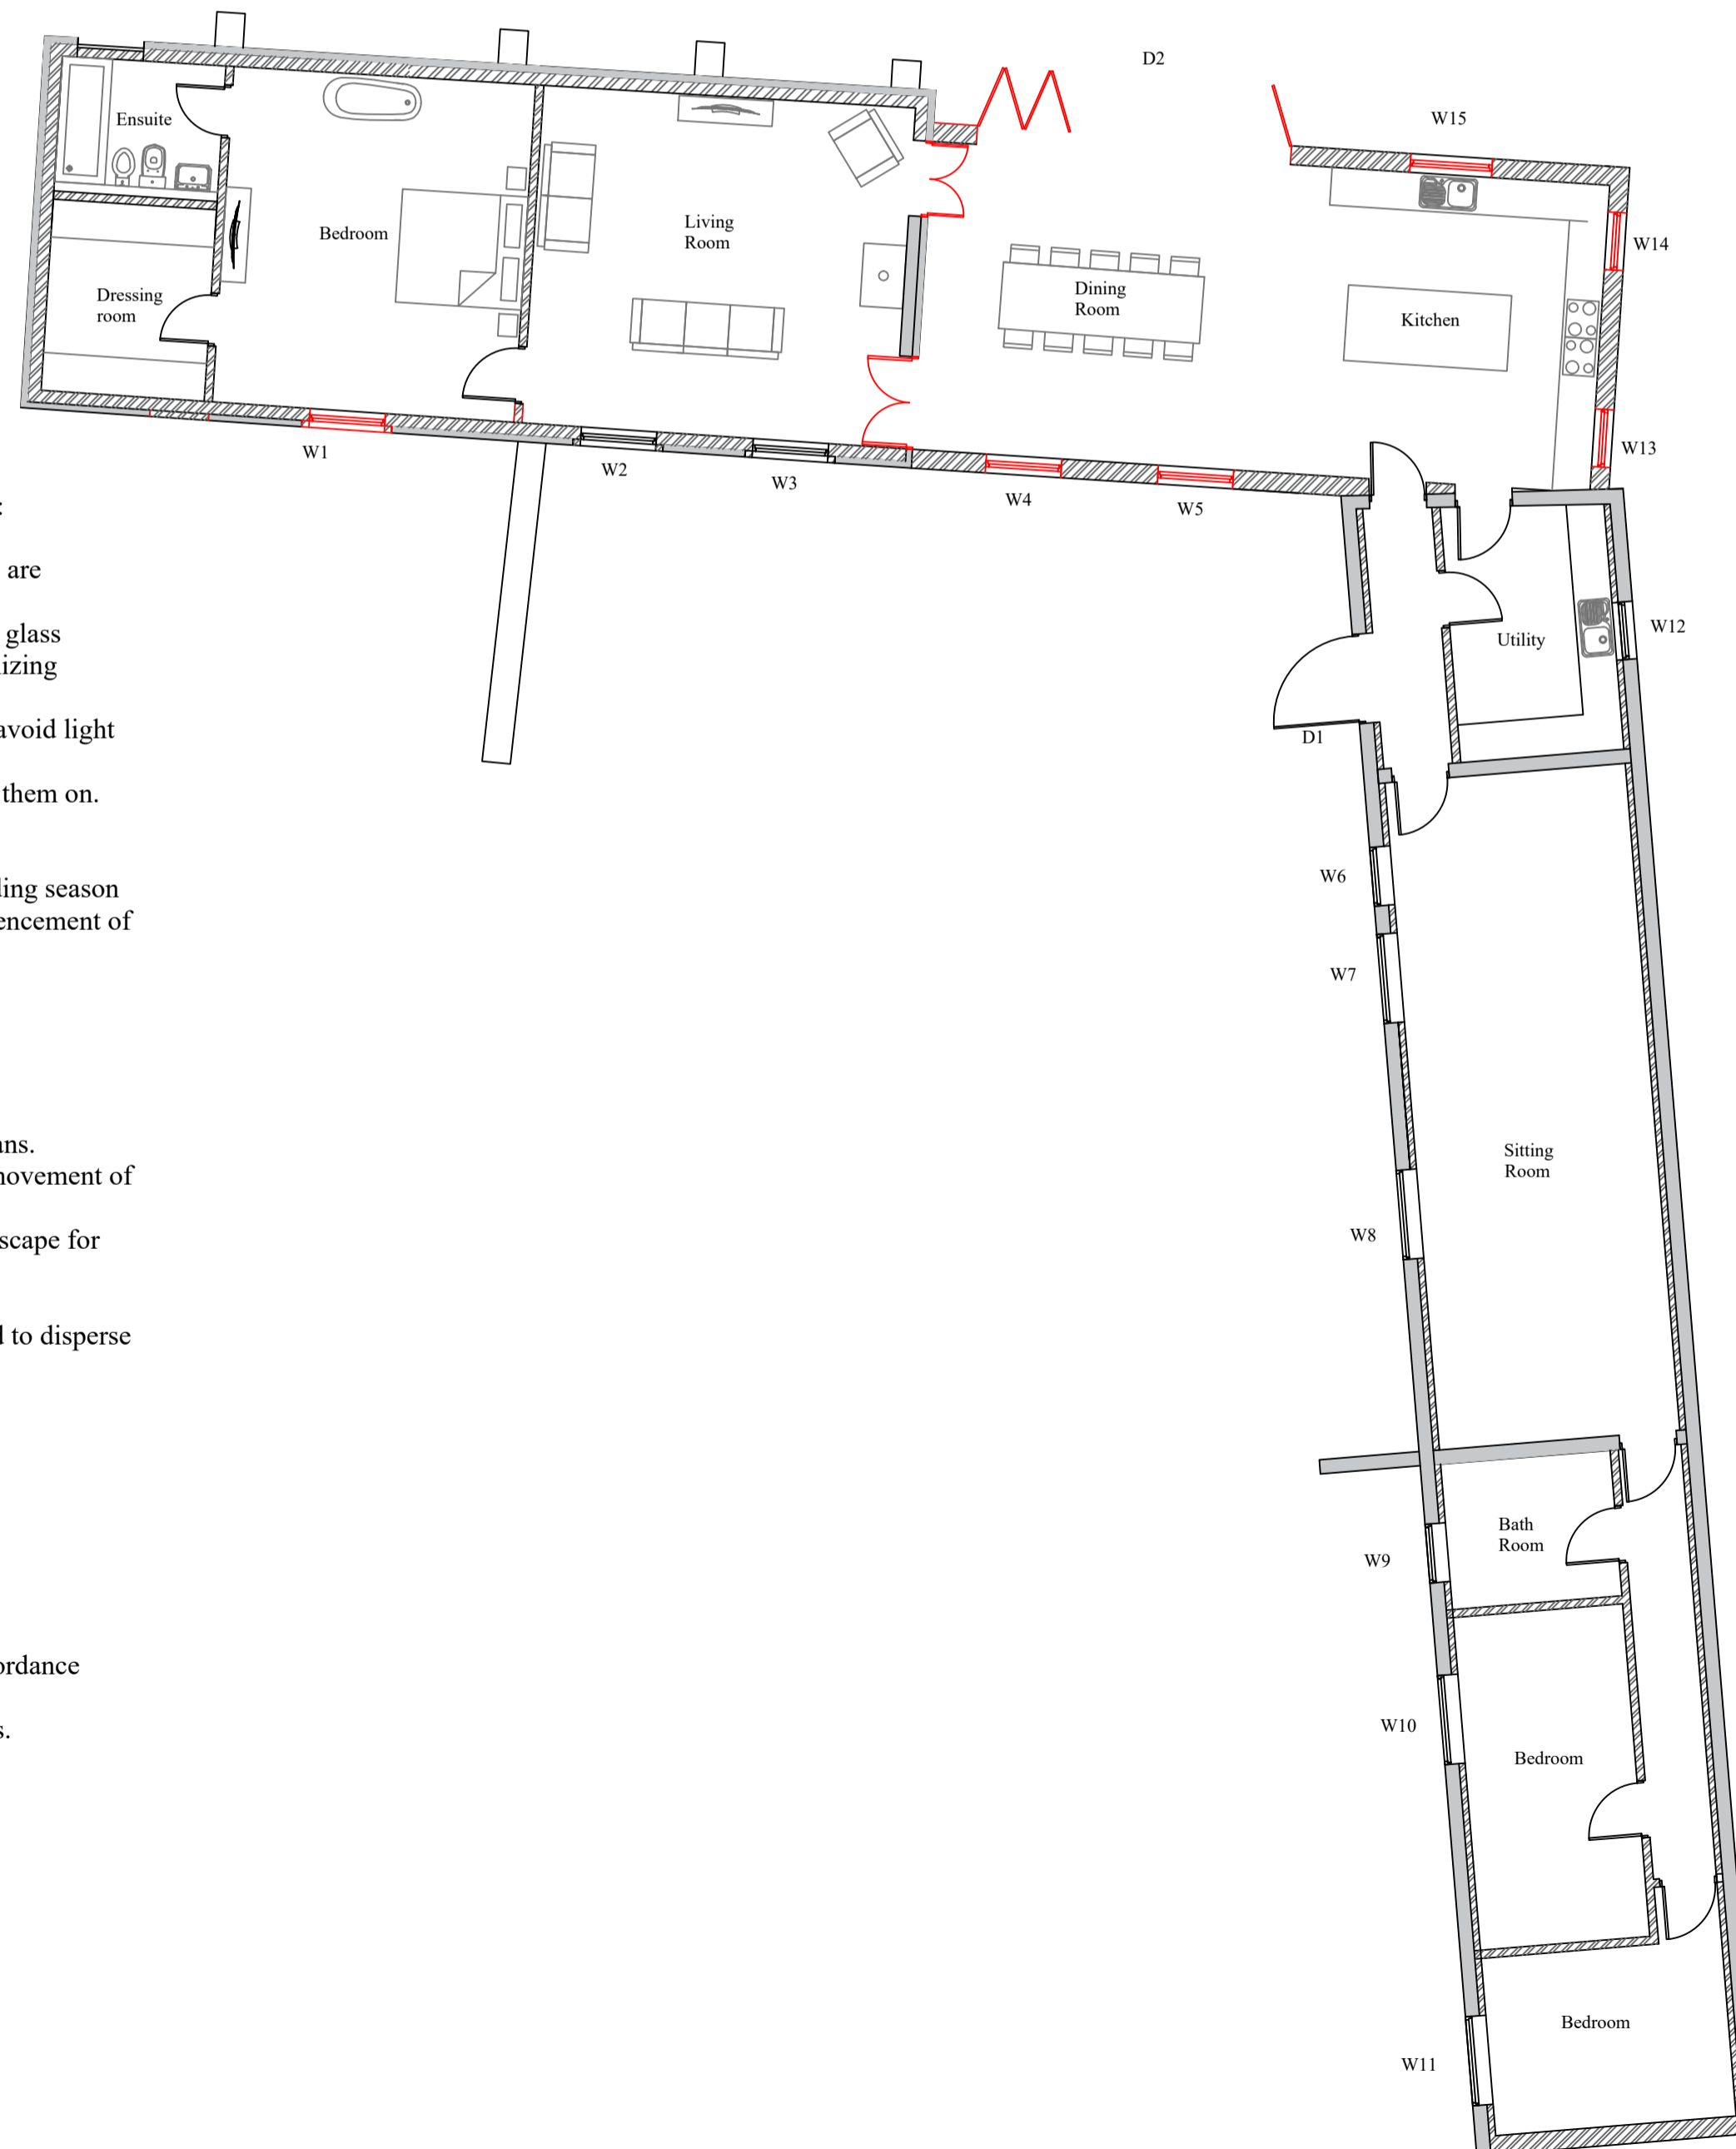 D2
W15
Ensuite
Bedroom
Living
Room
W14
Dressing
room
Dining
Room
Kitchen
W1
W2
W3
W4
W5
W13
:
are
glass
izing
avoid light
them on.
ling season
encement of
ans.
novement of
scape for
d to disperse
ordance
s.
Utility
W12
D1
W6
W7
Sitting
Room
W8
Bath
Room
W9
W10
Bedroom
Bedroom
W11